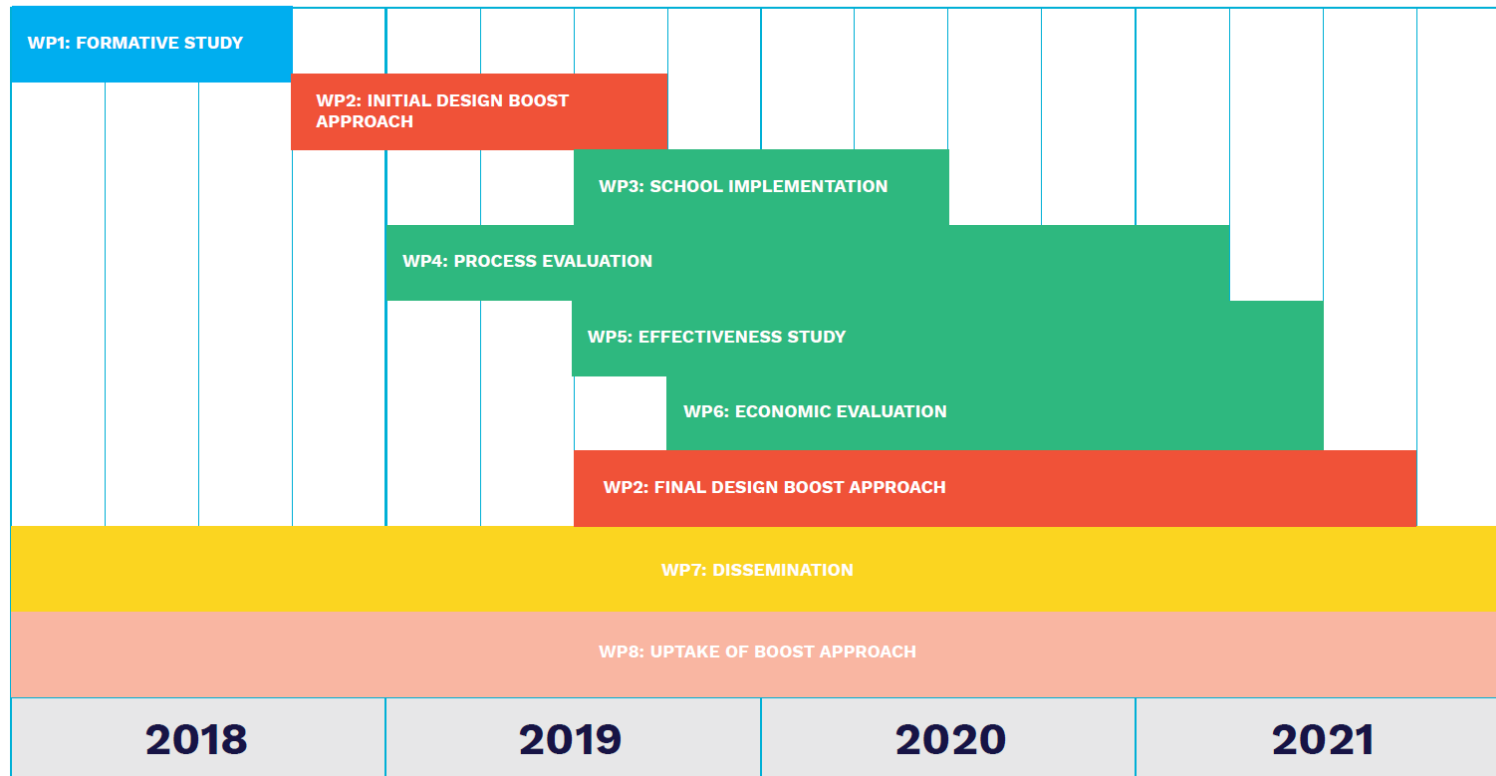 WP1: FORMATIVE STUDY
WP2: INITIAL DESIGN BOOST
APPROACH
WP3: SCHOOL IMPLEMENTATION
WP4: PROCESS EVALUATION
WP5: EFFECTIVENESS STUDY
WP6: ECONOMIC EVALUATION
WP2: FINAL DESIGN BOOST APPROACH
WP7: DISSEMINATION
WP8: UPTAKE OF BOOST APPROACH
2018 2019 2020 2021